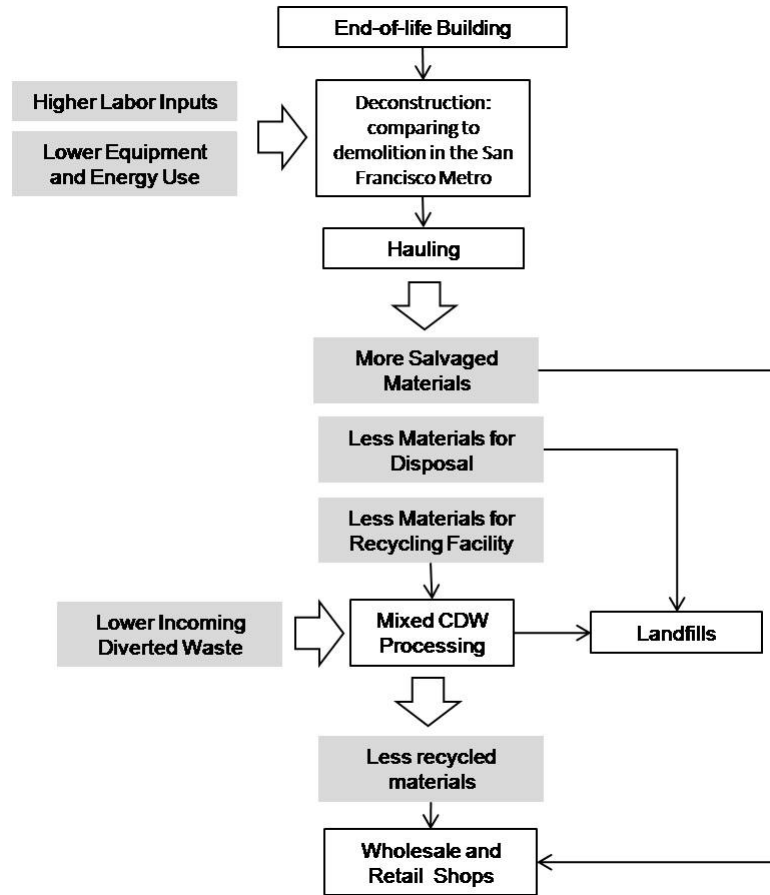 End-of-life Building
Higher Labor Inputs
Lower Equipment
and Energy Use
Deconstruction:
comparing to
demolition in the San
Francisco Metro
Hauling
More Salvaged
Materials
Less Materials for
Disposal
Less Materials for
Recycling Facility
Lower Incoming
Diverted Waste
Mixed CDW
Processing
Landfills
Less recycled
materials
Wholesale and
Retail Shops